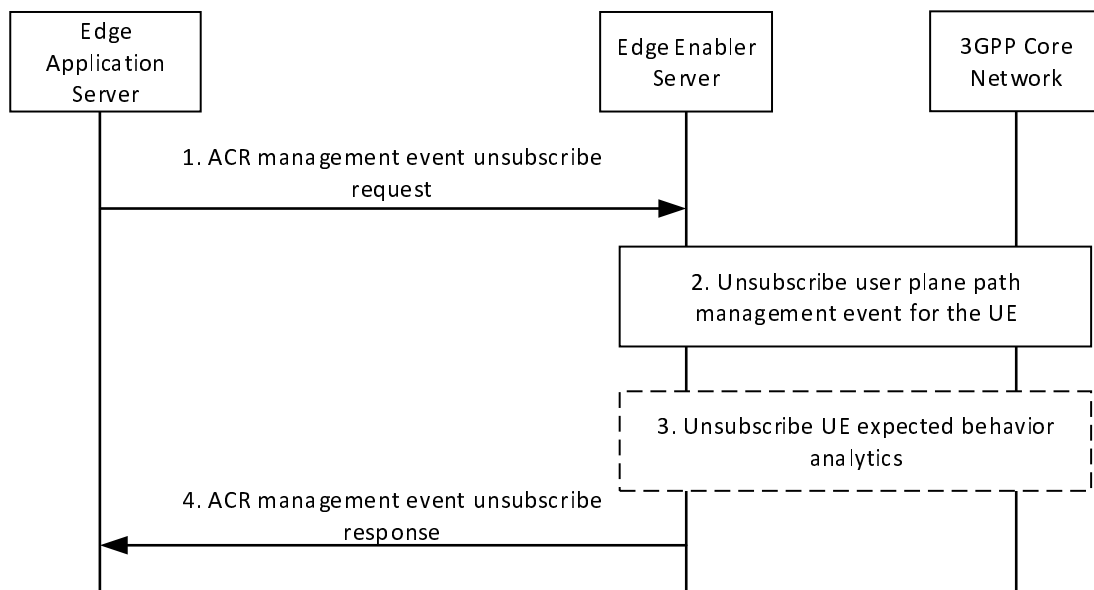 Edge
Application
Server
Edge Enabler
Server
3GPP Core
Network
1. ACR management event unsubscribe
request
2. Unsubscribe user plane path
management event for the UE
3. Unsubscribe UE expected behavior
analytics
4. ACR management event unsubscribe
response